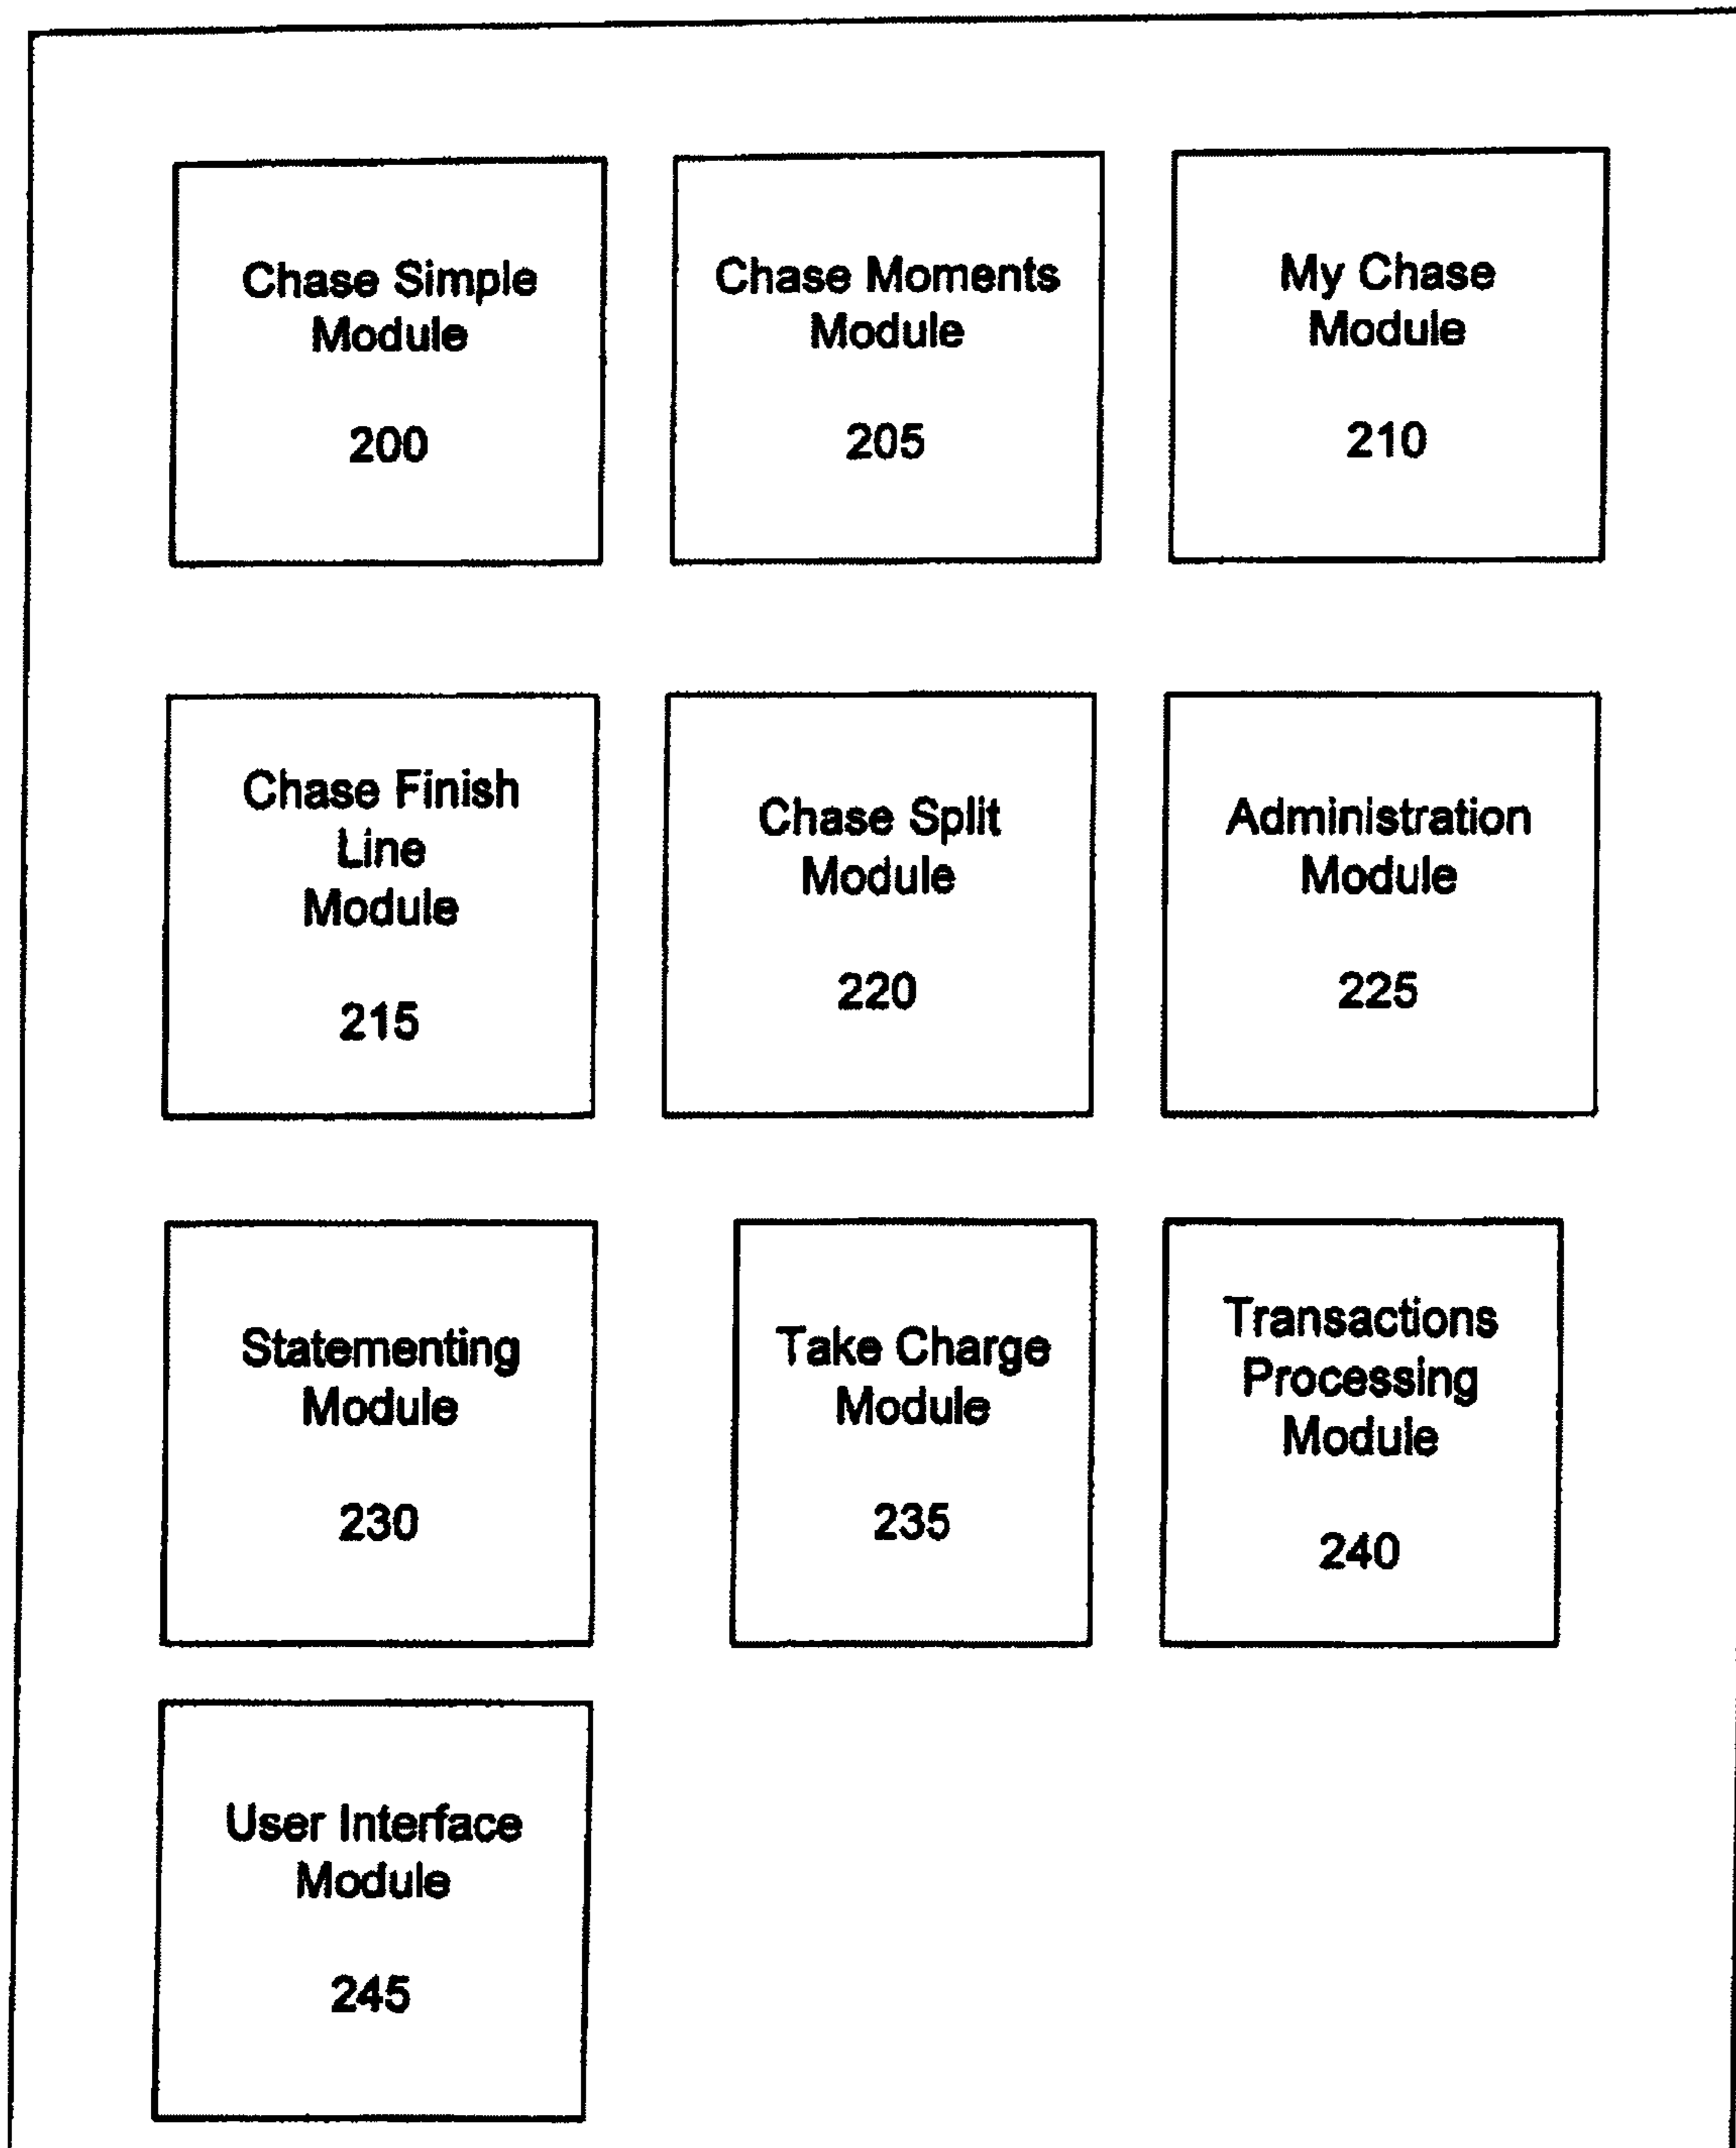 Chase Simple
Module
200
Chase Moments
Module
205
My Chase
Module
210
Chase Finish
Line
Module
215
Chase Split
Module
220
Administration
Module
225
Statementing
Module
230
Take Charge
Module
235
Transactions
Processing
Module
240
User Interface
Module
245